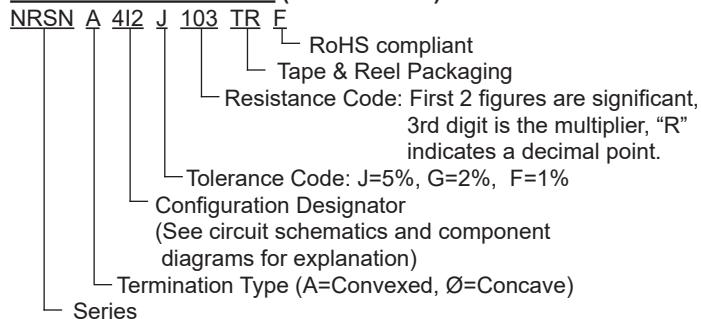 NRSN A 4I2 J 103 TR F
RoHS compliant
Tape & Reel Packaging
Resistance Code: First 2 figures are significant,
3rd digit is the multiplier, “R”
indicates a decimal point.
Tolerance Code: J=5%, G=2%, F=1%
Configuration Designator
(See circuit schematics and component
diagrams for explanation)
Termination Type (A=Convexed, Ø=Concave)
Series